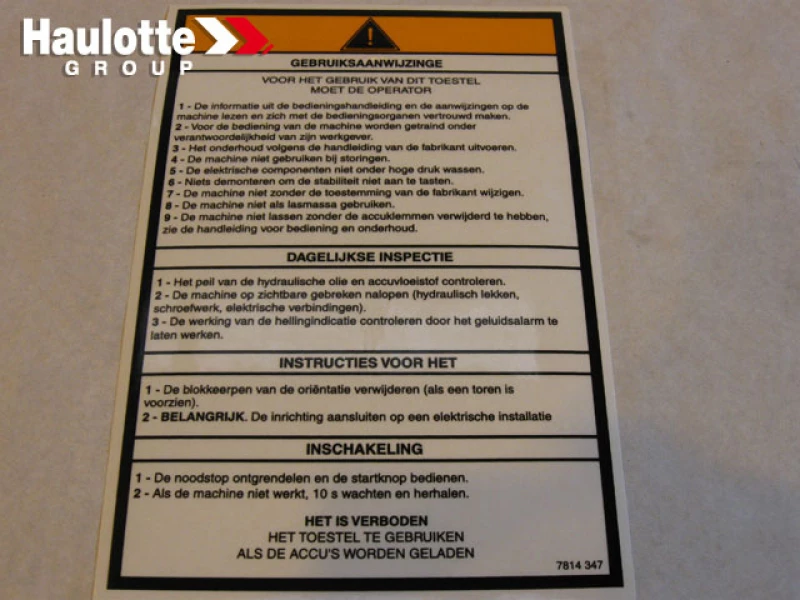 Haulotte
GROUP
GEBRUIKSAANWIJZINGE
VOOR HET GEBRUIK VAN DIT TOESTEL
MOET DE OPERATOR
1 - De informatie uit de bedieningshandleiding en de aanwijzingen op de
machine lezen en zich met de bedieningsorganen vertrouwd maken.
2 - Voor de bediening van de machine worden getraind onder
verantwoordelijkheid van zijn werkgever.
3 - Het onderhoud volgens de handleiding van de fabrikant uitvoeren.
4 - De machine niet gebruiken bij storingen.
5 - De elektrische componenten niet onder hoge druk wassen.
6 - Niets demonteren om de stabiliteit niet aan te tasten.
7 - De machine niet zonder de toestemming van de fabrikant wijzigen.
8 - De machine niet als lasmassa gebruiken.
9 - De machine niet lassen zonder de accuklemmen verwijderd te hebben,
zie de handleiding voor bediening en onderhoud.
DAGELIJKSE INSPECTIE
1 - Het peil van de hydraulische olie en accuvloeistof controleren.
2 - De machine op zichtbare gebreken nalopen (hydraulisch lekken,
schroefwerk, elektrische verbindingen).
3 - De werking van de hellingindicatie controleren door het geluidsalarm te
laten werken.
INSTRUCTIES VOOR HET
1 - De blokkeerpen van de oriëntatie verwijderen (als een toren is
voorzien).
2 - BELANGRIJK. De inrichting aansluiten op een elektrische installatie
INSCHAKELING
1 - De noodstop ontgrendelen en de startknop bedienen.
2 - Als de machine niet werkt, 10 s wachten en herhalen.
HET IS VERBODEN
HET TOESTEL TE GEBRUIKEN
ALS DE ACCU'S WORDEN GELADEN
7814 347